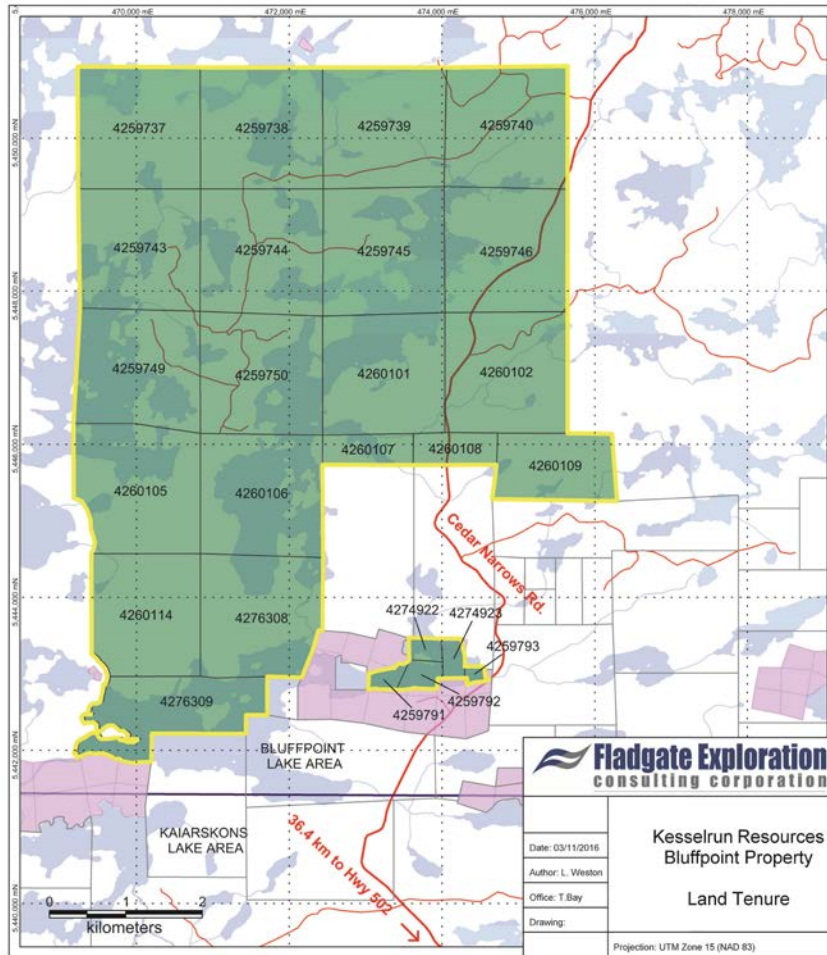 470,000 mE
472,000 mE
474,000 mE
476,000 mE
478,000 mE
5,450,000 mN
5,448,000 mN
5,446,000 mN
5,444,000 mN
5,442,000 mN
5,440,000 mN
4259737
4259738
4259739
4259740
4259743
4259744
4259745
4259746
4259749
4259750
4260101
4260102
4260107
4260108
4260109
4260105
4260106
Cedar Narrows Rd.
4260114
4276308
4274922
4274923
4259793
4259792
4259791
4276309
BLUFFPOINT
LAKE AREA
KAIARSKONS
LAKE AREA
36.4 km to Hwy 502
0 1 2
kilometers
Fladgate Exploration
consulting corporation
Date: 03/11/2016
Author: L. Weston
Office: T.Bay
Drawing:
Kesselrun Resources
Bluffpoint Property
Land Tenure
Projection: UTM Zone 15 (NAD 83)